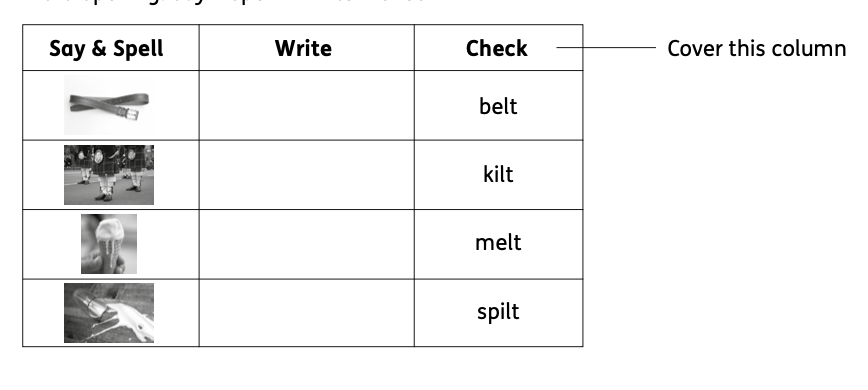 Say & Spell Write Check Cover this column
belt
kilt
melt
spilt